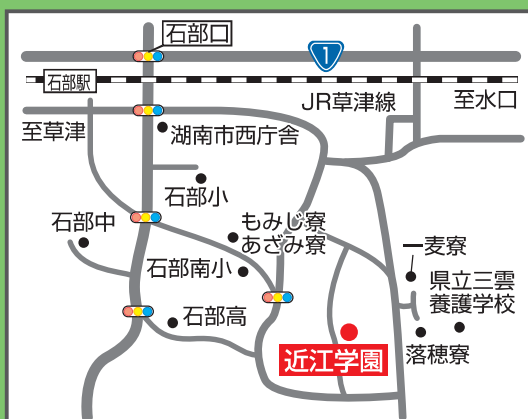 石部口
1
石部駅
JR草津線
至水口
至草津
湖南市西庁舎
石部小
石部中
もみじ寮
あざみ寮
一麦寮
石部南小
県立三雲
養護学校
石部高
落穂寮
近江学園